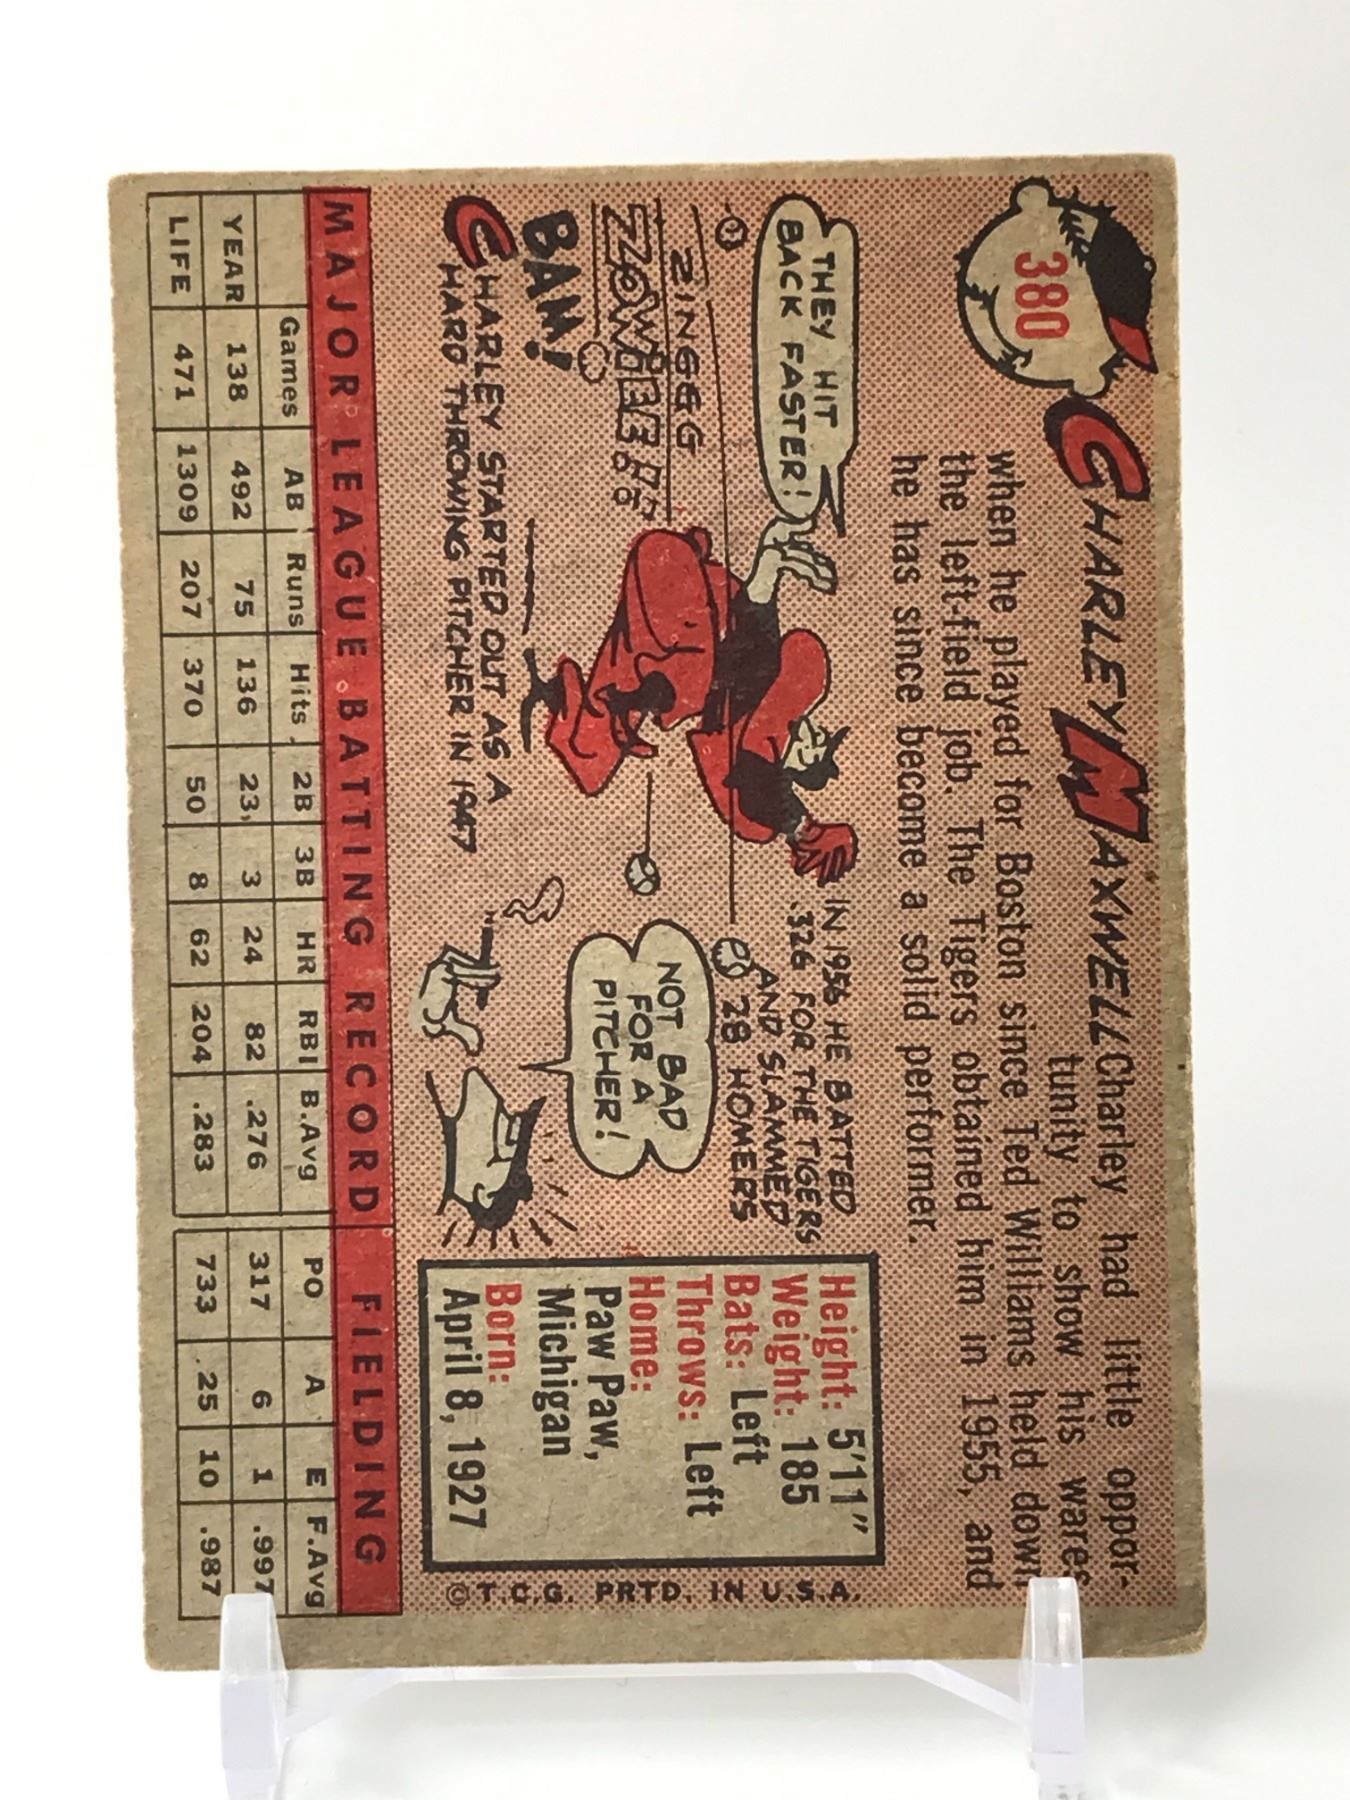 380
CHARLEY MAXWELL
Charley had little oppor-
tunity to show his wares
when he played for Boston since Ted Williams held down
the left-field job. The Tigers obtained him in 1955, and
he has since become a solid performer.
THEY HIT
BACK FASTER!
ZINGGG
ZOWIEE!!
BAM!
CHARLEY STARTED OUT AS A
HARD THROWING PITCHER IN 1947
IN 1956 HE BATTED
.326 FOR THE TIGERS
AND SLAMMED
28 HOMERS
NOT BAD
FOR A
PITCHER!
Height: 5'11"
Weight: 185
Bats: Left
Throws: Left
Home:
Paw Paw,
Michigan
Born:
April 8, 1927
©T.C.G. PRTD. IN U.S.A.
MAJOR LEAGUE BATTING RECORD FIELDING
Games AB Runs Hits 2B 3B HR RBI B.Avg PO A E F.Avg
YEAR 138 492 75 136 23 3 24 82 .276 317 6 1 .997
LIFE 471 1309 207 370 50 8 62 204 .283 733 25 10 .987